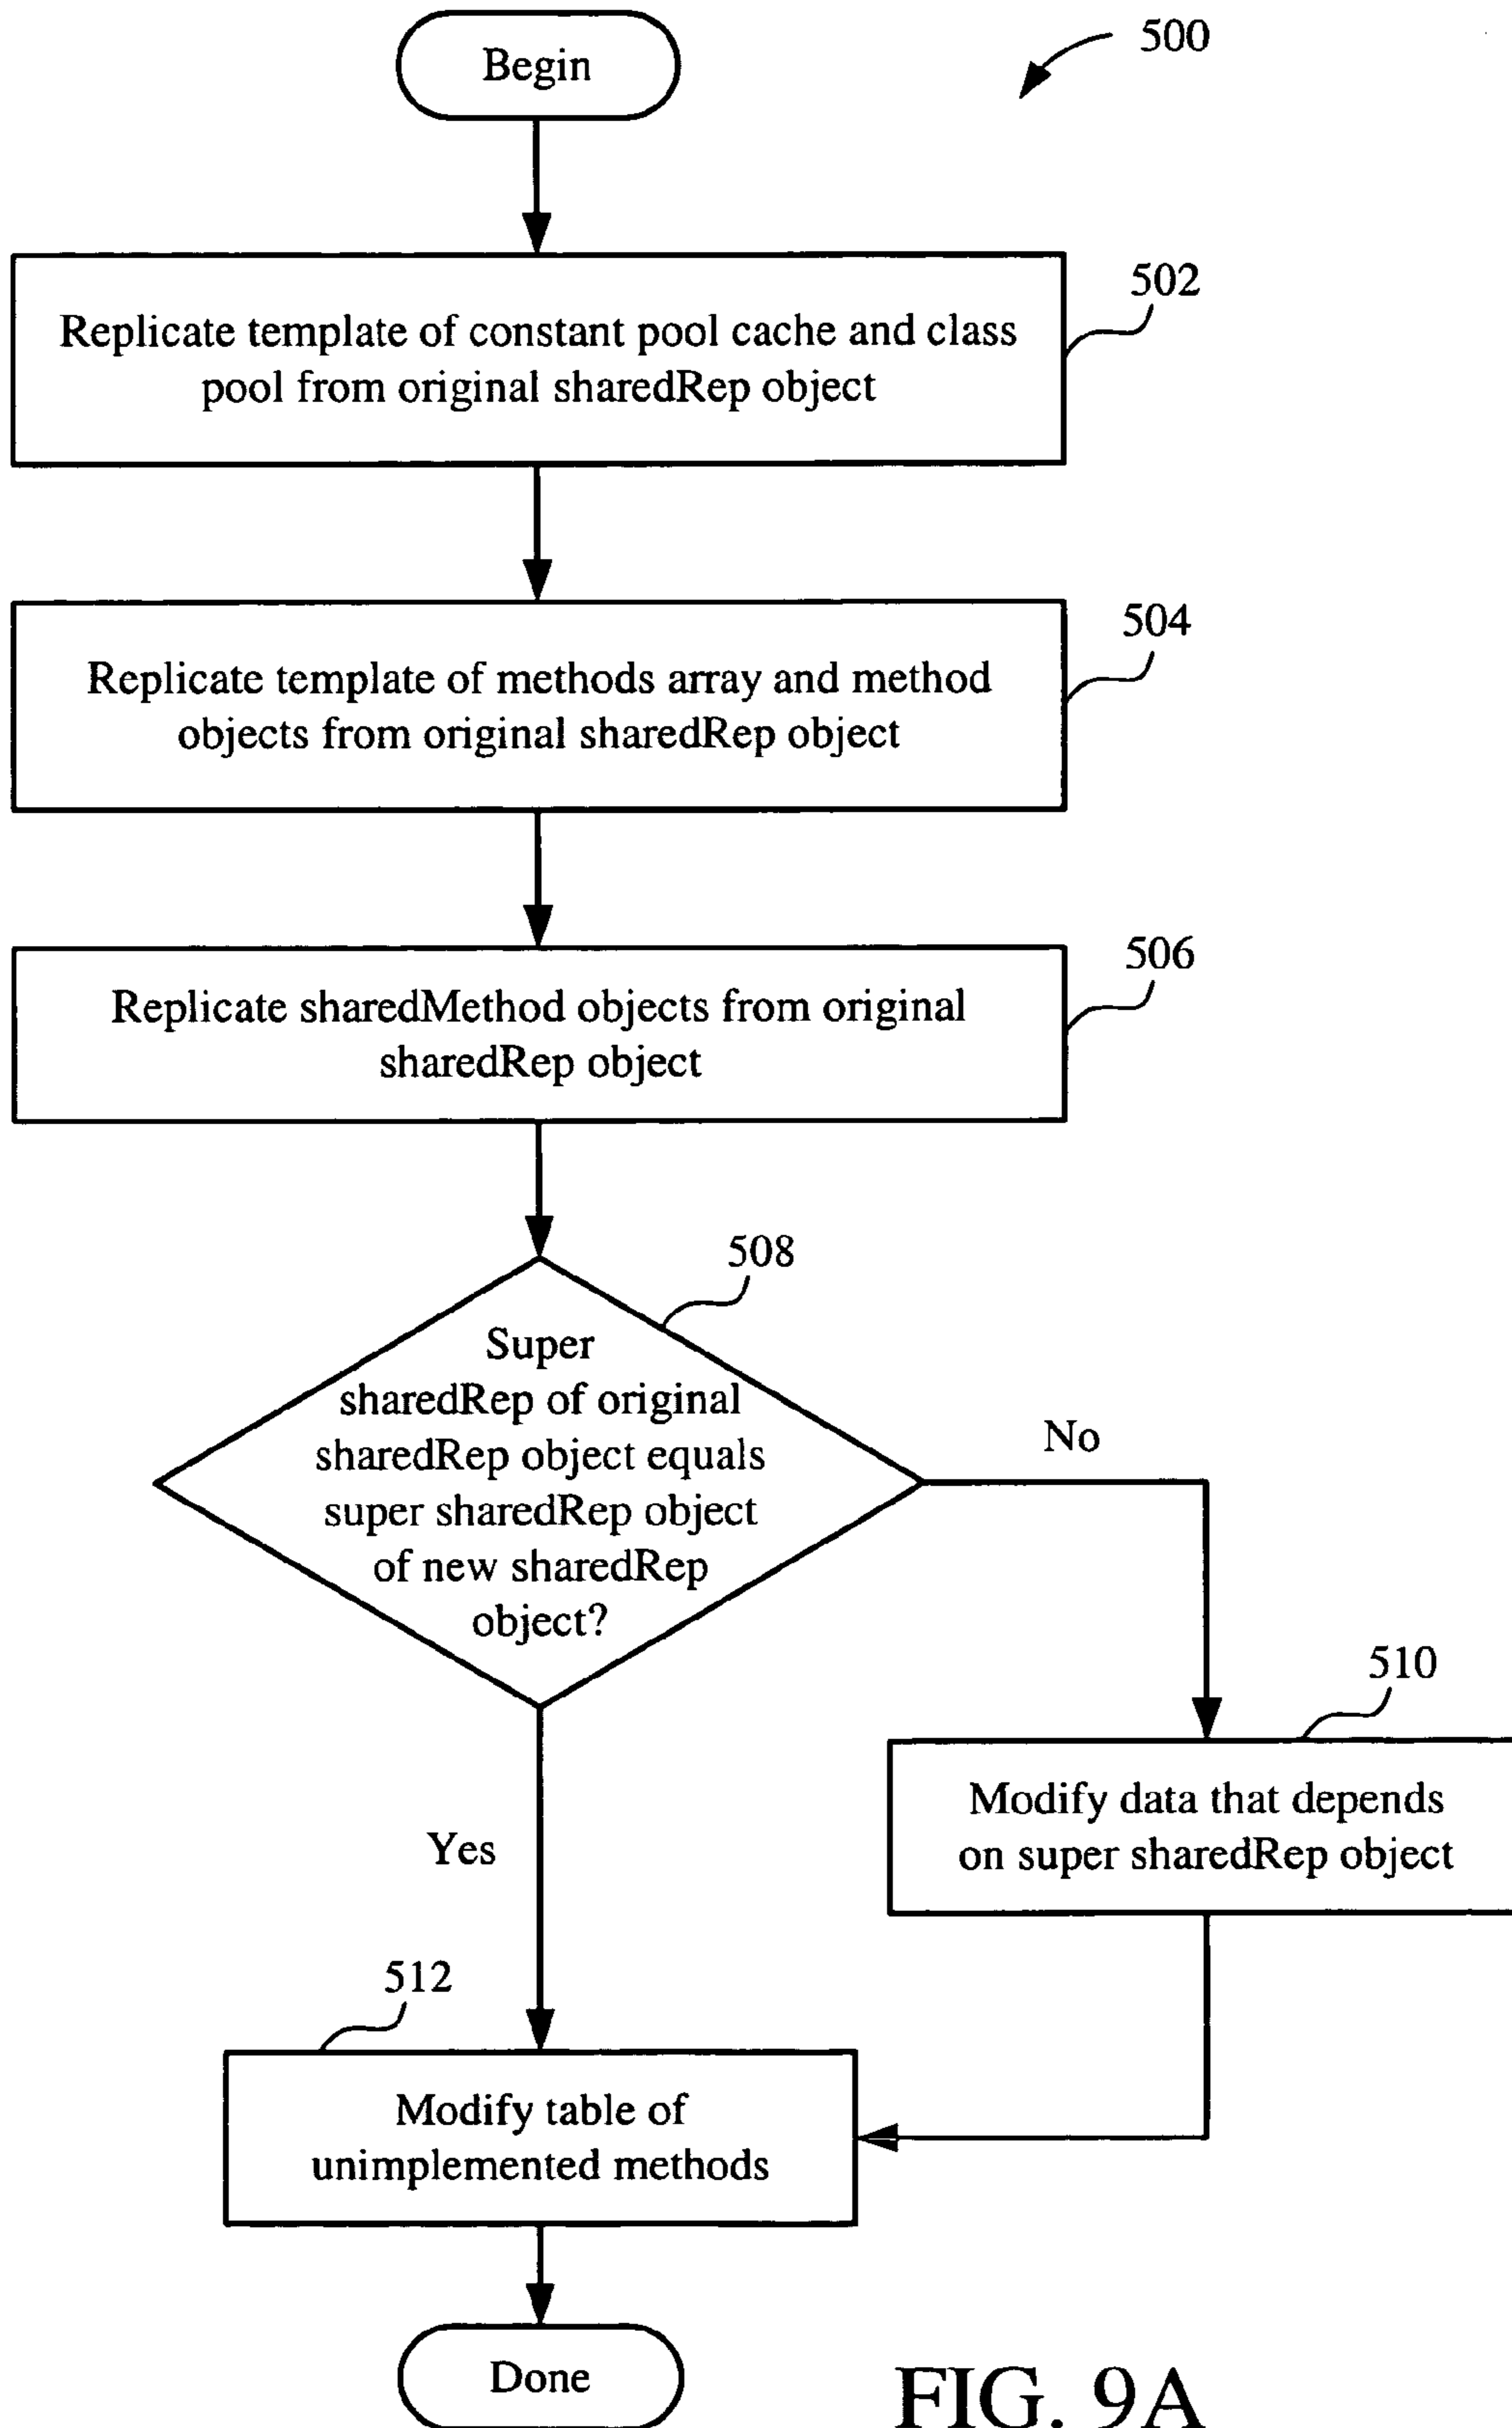 Begin
500
502
Replicate template of constant pool cache and class
pool from original sharedRep object
504
Replicate template of methods array and method
objects from original sharedRep object
506
Replicate sharedMethod objects from original
sharedRep object
508
Super
sharedRep of original
sharedRep object equals
super sharedRep object
of new sharedRep
object?
No
510
Modify data that depends
on super sharedRep object
Yes
512
Modify table of
unimplemented methods
Done
FIG. 9A